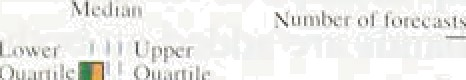 Median
Number of forecasts
Lower Upper
Quartile Quartile